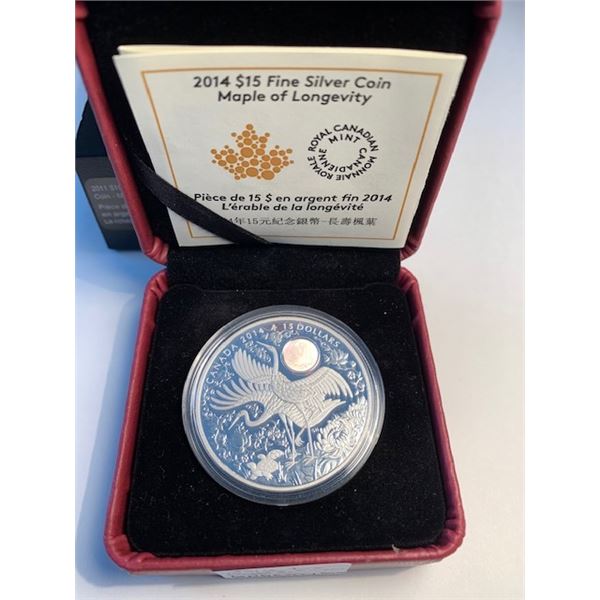 2014 $15 Fine Silver Coin
Maple of Longevity
ROYAL CANADIAN MINT
MONNAIE ROYALE CANADIENNE
Pièce de 15 $ en argent fin 2014
L'érable de la longévité
4年15元紀念銀幣-長壽楓葉
CANADA 2014 15 DOLLARS